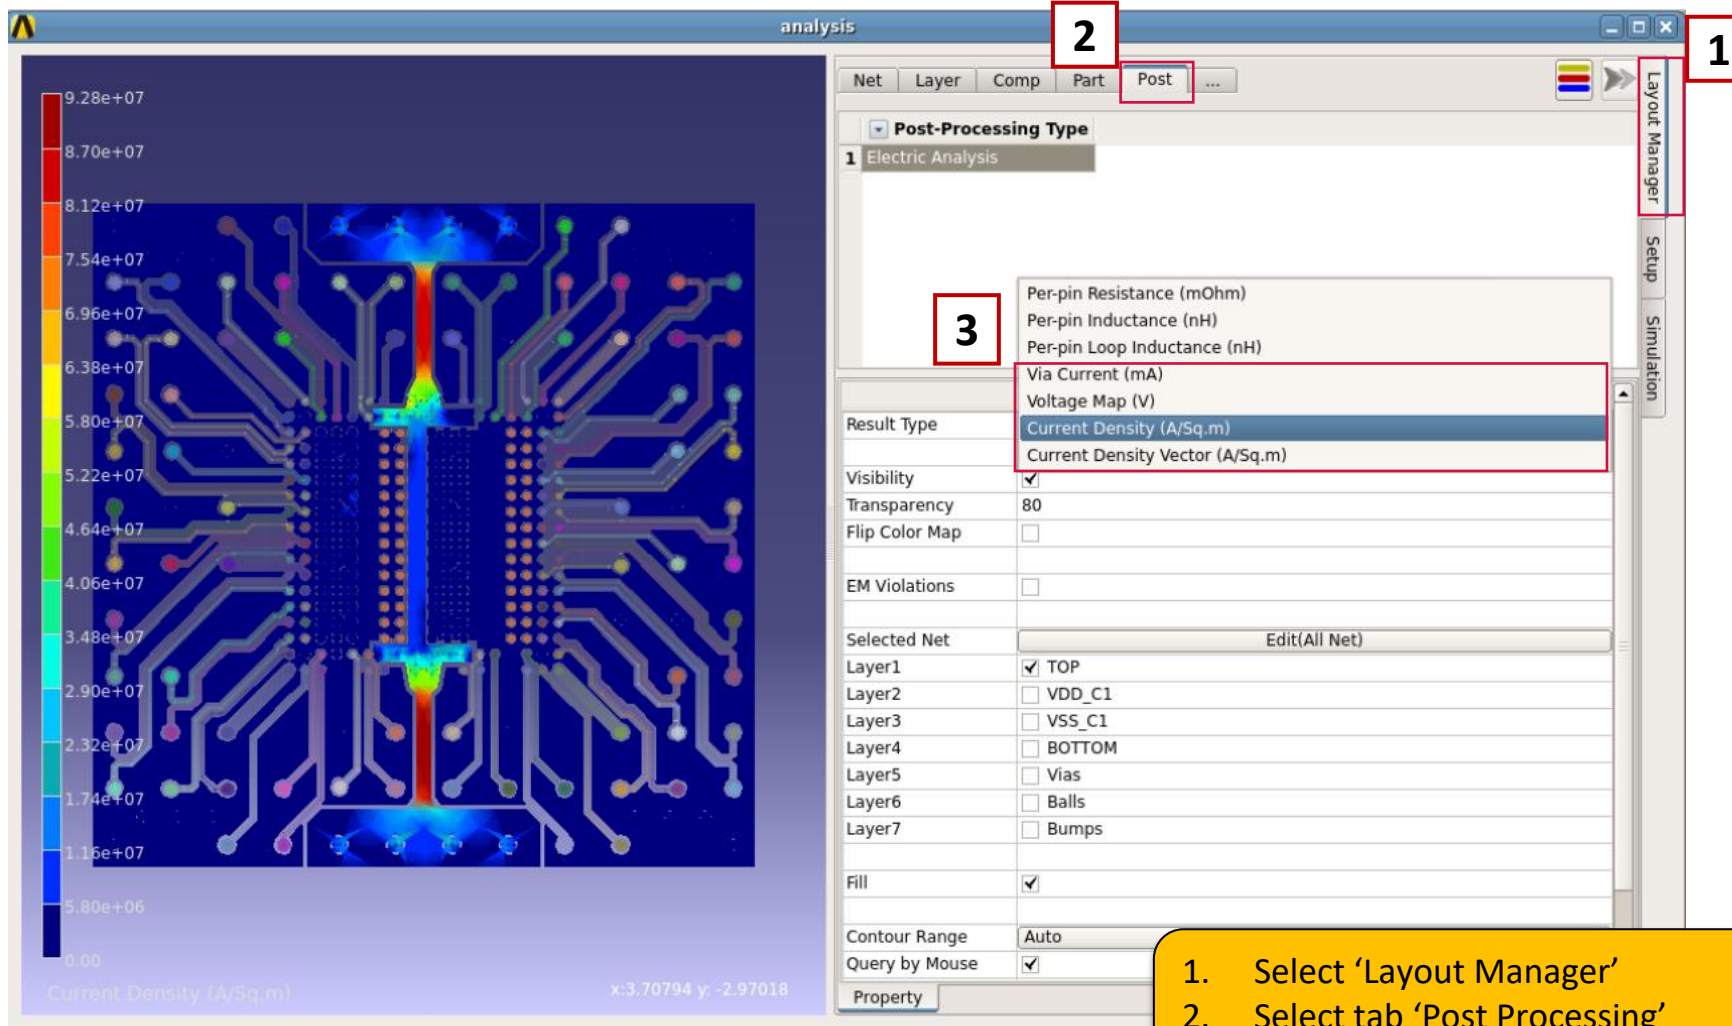 analysis
2
1
Net Layer Comp Part Post ...
Layout Manager
Setup
Simulation
Post-Processing Type
1 Electric Analysis
3
Per-pin Resistance (mOhm)
Per-pin Inductance (nH)
Per-pin Loop Inductance (nH)
Via Current (mA)
Voltage Map (V)
Result Type Current Density (A/Sq.m)
Current Density Vector (A/Sq.m)
Visibility
Transparency 80
Flip Color Map
EM Violations
Selected Net Edit(All Net)
Layer1 TOP
Layer2 VDD_C1
Layer3 VSS_C1
Layer4 BOTTOM
Layer5 Vias
Layer6 Balls
Layer7 Bumps
Fill
Contour Range Auto
Query by Mouse
Property
9.28e+07
8.70e+07
8.12e+07
7.54e+07
6.96e+07
6.38e+07
5.80e+07
5.22e+07
4.64e+07
4.06e+07
3.48e+07
2.90e+07
2.32e+07
1.74e+07
1.16e+07
5.80e+06
0.00
Current Density (A/Sq.m)
x:3.70794 y: -2.97018
1. Select ‘Layout Manager’
2. Select tab ‘Post Processing’